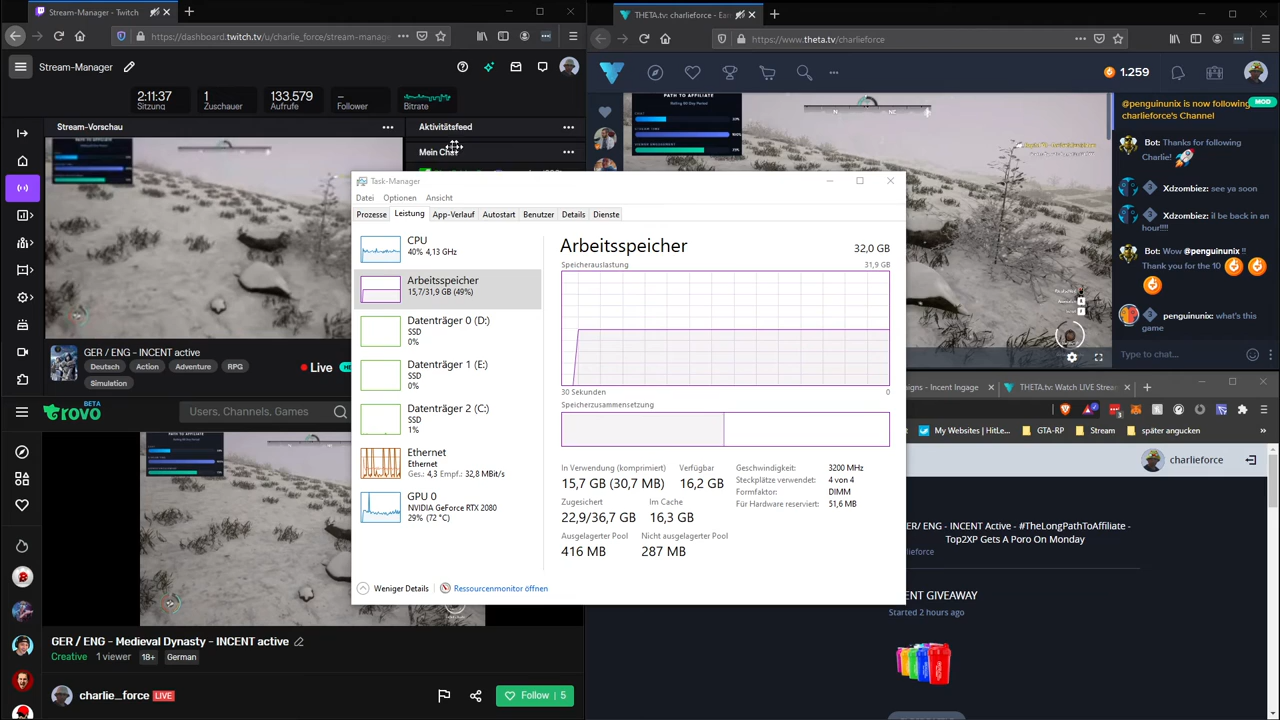 Stream-Manager - Twitch
https://dashboard.twitch.tv/u/charlie_force/stream-manag
Stream-Manager
2:11:37
Sitzung
1
Zuschauer
133.579
Aufrufe
–
Follower
Bitrate
Stream-Vorschau
Aktivitätsfeed
Mein Chat
GER / ENG - INCENT active
Deutsch
Action
Adventure
RPG
Simulation
Live
THETA.tv: charlieforce - Ear
https://www.theta.tv/charlieforce
1.259
PATH TO AFFILIATE
N
NE
MOD
@penguinunix is now following
charlieforce's Channel
Bot: Thanks for following
Charlie!
Xdzombiez: see ya soon
Xdzombiez: il be back in
hour!!!!
Bot: Wow @penguinunix !!
Thank you for the 10
penguinunix: what's this
game
Type to chat...
Task-Manager
Datei
Optionen
Ansicht
Prozesse
Leistung
App-Verlauf
Autostart
Benutzer
Details
Dienste
CPU
40% 4,13 GHz
Arbeitsspeicher
15,7/31,9 GB (49%)
Datenträger 0 (D:)
SSD
0%
Datenträger 1 (E:)
SSD
0%
Datenträger 2 (C:)
SSD
1%
Ethernet
Ethernet
Ges.: 4,3 Empf.: 32,8 MBit/s
GPU 0
NVIDIA GeForce RTX 2080
29% (72 °C)
Arbeitsspeicher
32,0 GB
Speicherauslastung
31,9 GB
30 Sekunden
0
Speicherzusammensetzung
In Verwendung (komprimiert)
15,7 GB (30,7 MB)
Verfügbar
16,2 GB
Zugesichert
22,9/36,7 GB
Im Cache
16,3 GB
Ausgelagerter Pool
416 MB
Nicht ausgelagerter Pool
287 MB
Geschwindigkeit:
3200 MHz
Steckplätze verwendet:
4 von 4
Formfaktor:
DIMM
Für Hardware reserviert:
51,6 MB
Weniger Details
Ressourcenmonitor öffnen
Trovo
BETA
Users, Channels, Games
GER / ENG - Medieval Dynasty - INCENT active
Creative
1 viewer
18+
German
charlie_force
LIVE
Follow
5
igns - Incent Ingage
THETA.tv: Watch LIVE Strea
My Websites | HitLe...
GTA-RP
Stream
später angucken
charlieforce
ER/ ENG - INCENT Active - #TheLongPathToAffiliate -
Top2XP Gets A Poro On Monday
lieforce
ENT GIVEAWAY
Started 2 hours ago